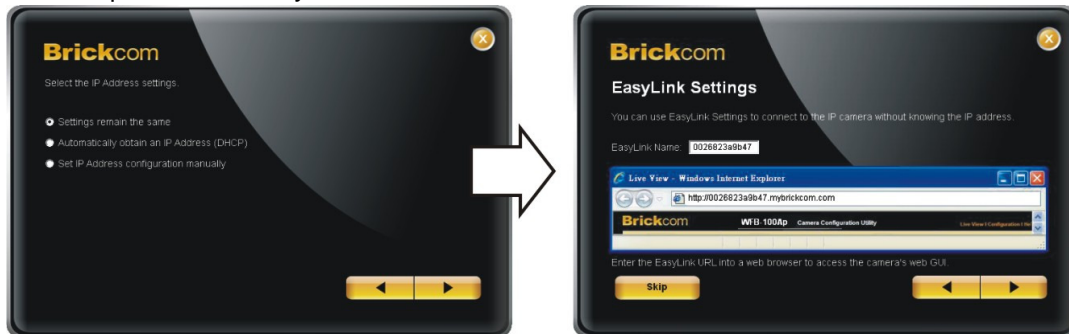 Brickcom
Select the IP Address settings.
Settings remain the same
Automatically obtain an IP Address (DHCP)
Set IP Address configuration manually
Brickcom
EasyLink Settings
You can use EasyLink Settings to connect to the IP camera without knowing the IP address.
EasyLink Name: 0026823a9b47
Live View - Windows Internet Explorer
http://0026823a9b47.mybrickcom.com
Brickcom WFB-100Ap Camera Configuration Utility Live View | Configuration |
Enter the EasyLink URL into a web browser to access the camera's web GUI.
Skip